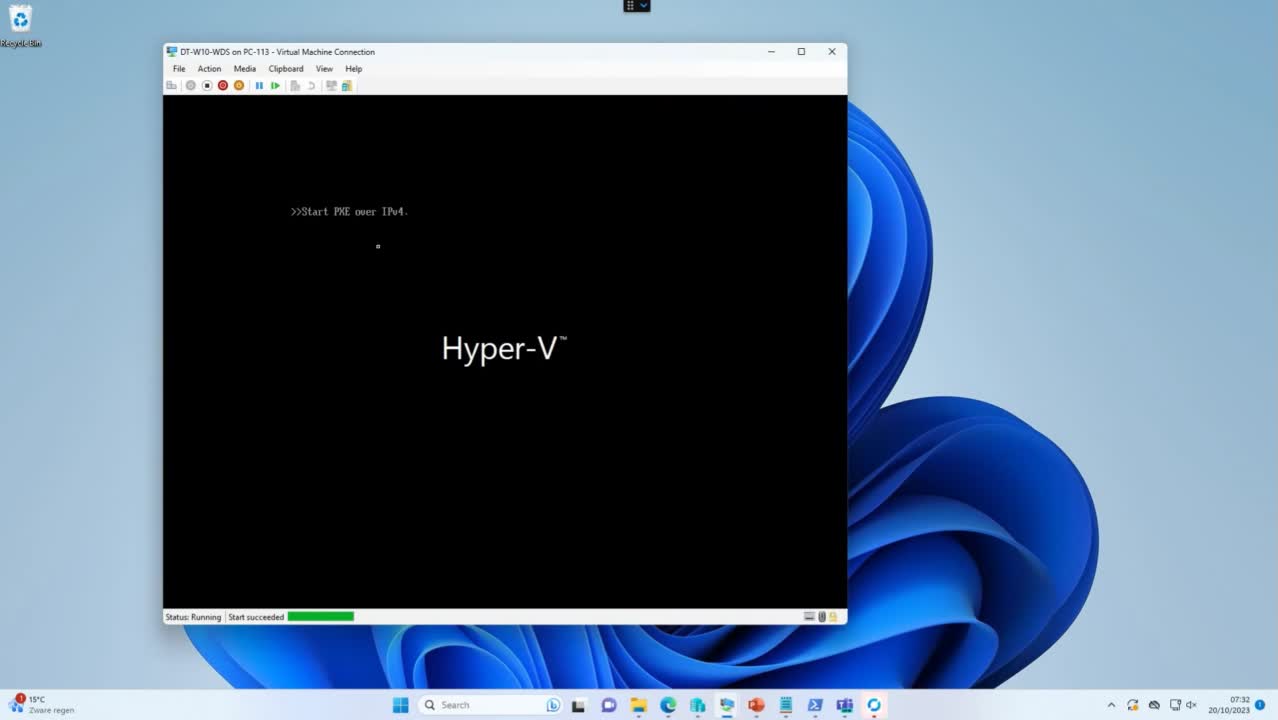 Recycle Bin
DT-W10-WDS on PC-113 - Virtual Machine Connection
File Action Media Clipboard View Help
>>Start PXE over IPv4.
Hyper-V™
Status: Running Start succeeded
1
15°C
Zware regen
Search
07:32
20/10/2023
1